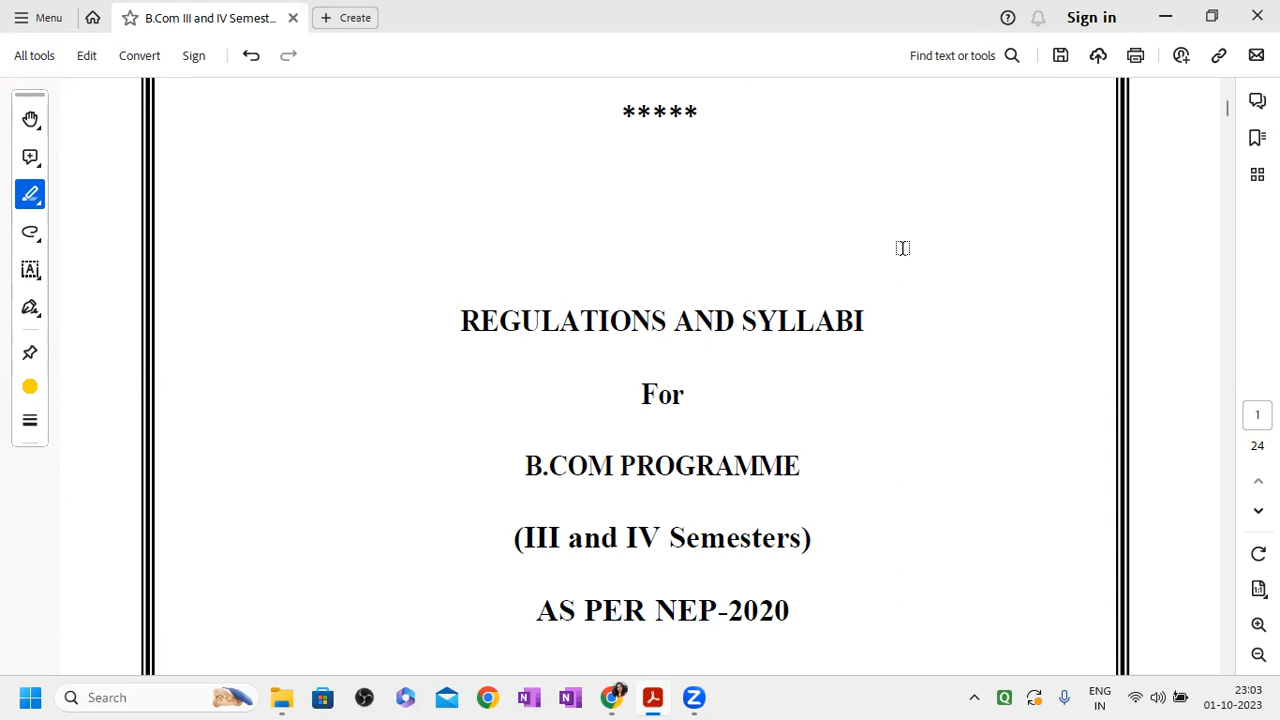 Menu
B.Com III and IV Semest...
Create
Sign in
All tools
Edit
Convert
Sign
Find text or tools
*****
REGULATIONS AND SYLLABI
For
B.COM PROGRAMME
(III and IV Semesters)
AS PER NEP-2020
1
24
Search
ENG
IN
23:03
01-10-2023